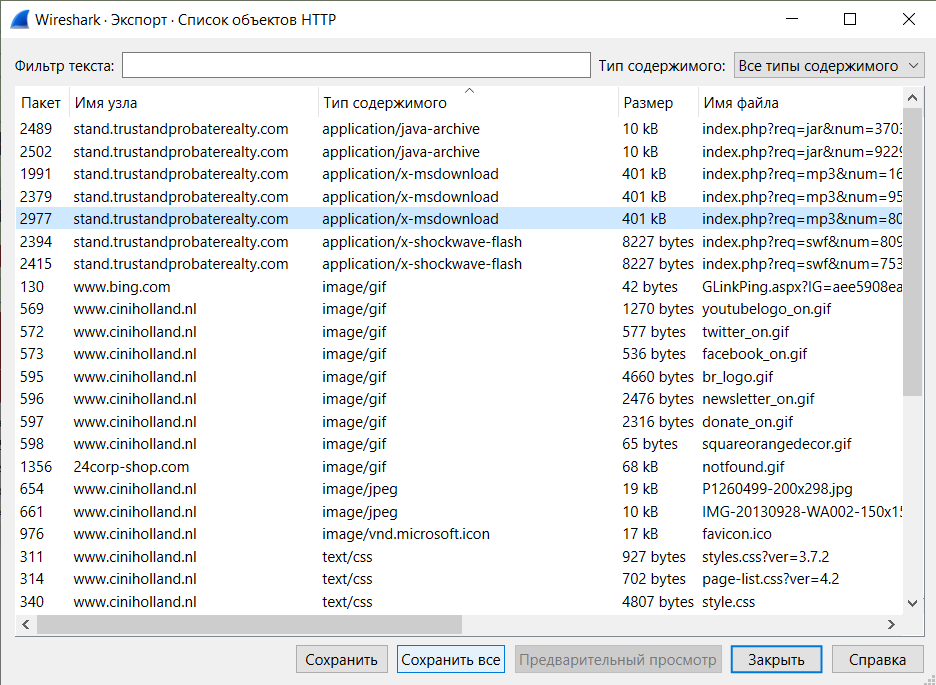 Wireshark · Экспорт · Список объектов HTTP
Фильтр текста: Тип содержимого: Все типы содержимого
Пакет Имя узла Тип содержимого Размер Имя файла
2489 stand.trustandprobaterealty.com application/java-archive 10 kB index.php?req=jar&num=3703
2502 stand.trustandprobaterealty.com application/java-archive 10 kB index.php?req=jar&num=9229
1991 stand.trustandprobaterealty.com application/x-msdownload 401 kB index.php?req=mp3&num=16
2379 stand.trustandprobaterealty.com application/x-msdownload 401 kB index.php?req=mp3&num=95
2977 stand.trustandprobaterealty.com application/x-msdownload 401 kB index.php?req=mp3&num=80
2394 stand.trustandprobaterealty.com application/x-shockwave-flash 8227 bytes index.php?req=swf&num=809
2415 stand.trustandprobaterealty.com application/x-shockwave-flash 8227 bytes index.php?req=swf&num=753
130 www.bing.com image/gif 42 bytes GLinkPing.aspx?IG=aee5908ea
569 www.ciniholland.nl image/gif 1270 bytes youtubelogo_on.gif
572 www.ciniholland.nl image/gif 577 bytes twitter_on.gif
573 www.ciniholland.nl image/gif 536 bytes facebook_on.gif
595 www.ciniholland.nl image/gif 4660 bytes br_logo.gif
596 www.ciniholland.nl image/gif 2476 bytes newsletter_on.gif
597 www.ciniholland.nl image/gif 2316 bytes donate_on.gif
598 www.ciniholland.nl image/gif 65 bytes squareorangedecor.gif
1356 24corp-shop.com image/gif 68 kB notfound.gif
654 www.ciniholland.nl image/jpeg 19 kB P1260499-200x298.jpg
661 www.ciniholland.nl image/jpeg 10 kB IMG-20130928-WA002-150x15
976 www.ciniholland.nl image/vnd.microsoft.icon 17 kB favicon.ico
311 www.ciniholland.nl text/css 927 bytes styles.css?ver=3.7.2
314 www.ciniholland.nl text/css 702 bytes page-list.css?ver=4.2
340 www.ciniholland.nl text/css 4807 bytes style.css
Сохранить Сохранить все Предварительный просмотр Закрыть Справка